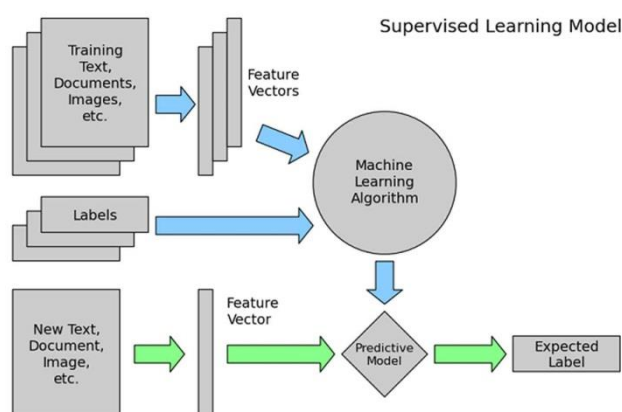 Supervised Learning Model
Training
Text,
Documents,
Images,
etc.
Feature
Vectors
Machine
Learning
Algorithm
Labels
New Text,
Document,
Image,
etc.
Feature
Vector
Predictive
Model
Expected
Label